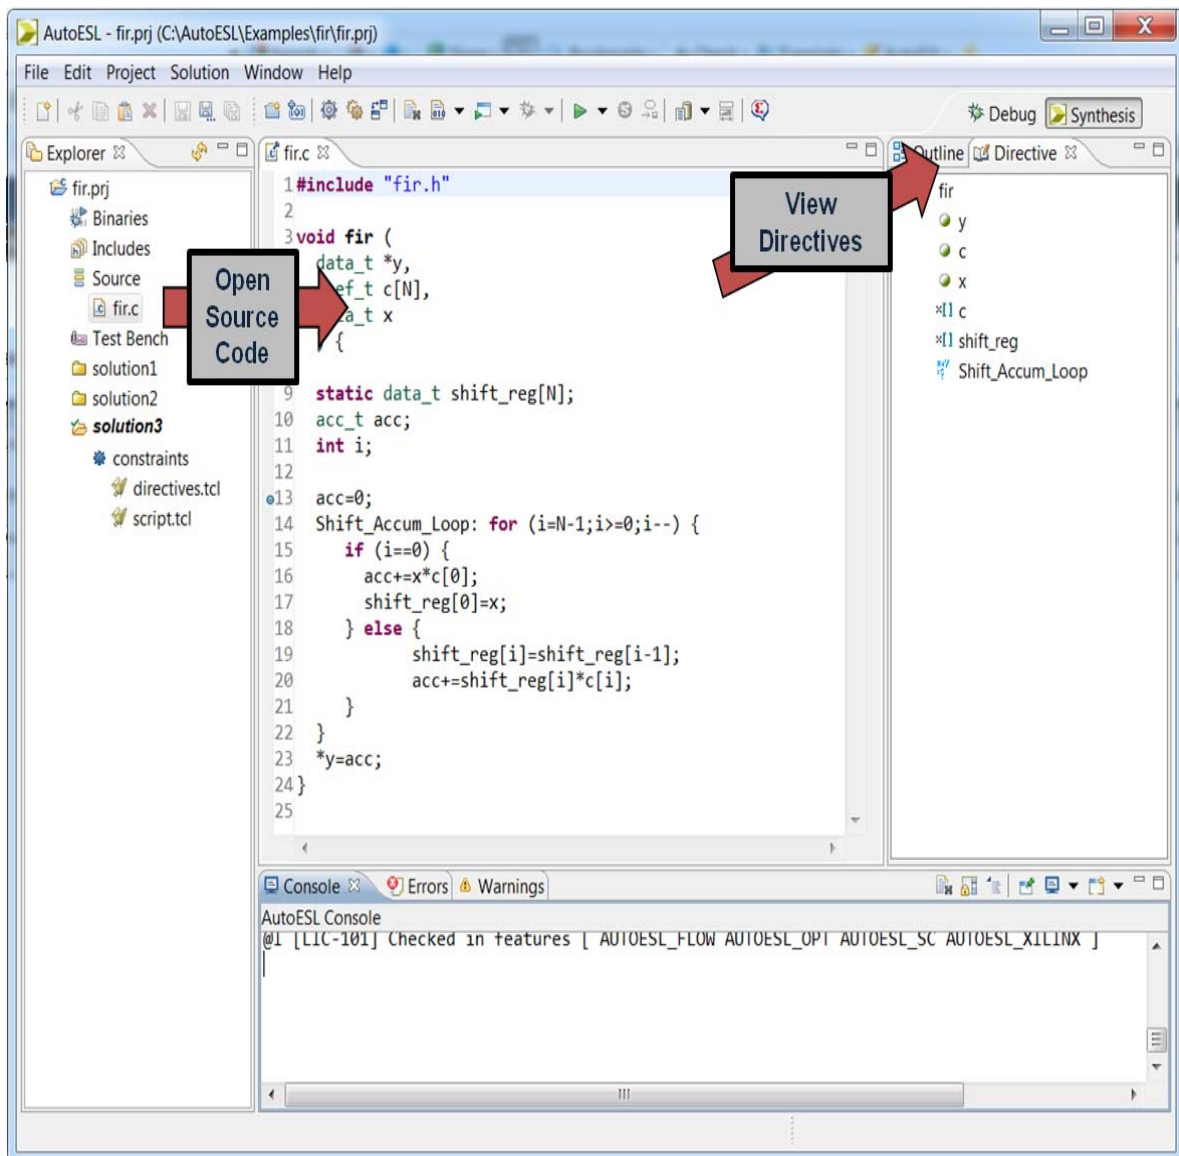 AutoESL - fir.prj (C:\AutoESL\Examples\fir\fir.prj)
File Edit Project Solution Window Help
Debug Synthesis
Explorer
fir.prj
Binaries
Includes
Source
fir.c
Test Bench
solution1
solution2
solution3
constraints
directives.tcl
script.tcl
Open
Source
Code
fir.c
1 #include "fir.h"
2
3 void fir (
data_t *y,
ef_t c[N],
a_t x
{
9 static data_t shift_reg[N];
10 acc_t acc;
11 int i;
12
13 acc=0;
14 Shift_Accum_Loop: for (i=N-1;i>=0;i--) {
15 if (i==0) {
16 acc+=x*c[0];
17 shift_reg[0]=x;
18 } else {
19 shift_reg[i]=shift_reg[i-1];
20 acc+=shift_reg[i]*c[i];
21 }
22 }
23 *y=acc;
24 }
25
View
Directives
Outline Directive
fir
y
c
x
x[] c
x[] shift_reg
Shift_Accum_Loop
Console Errors Warnings
AutoESL Console
@I [LIC-101] Checked in features [ AUTOESL_FLOW AUTOESL_OPT AUTOESL_SC AUTOESL_XILINX ]